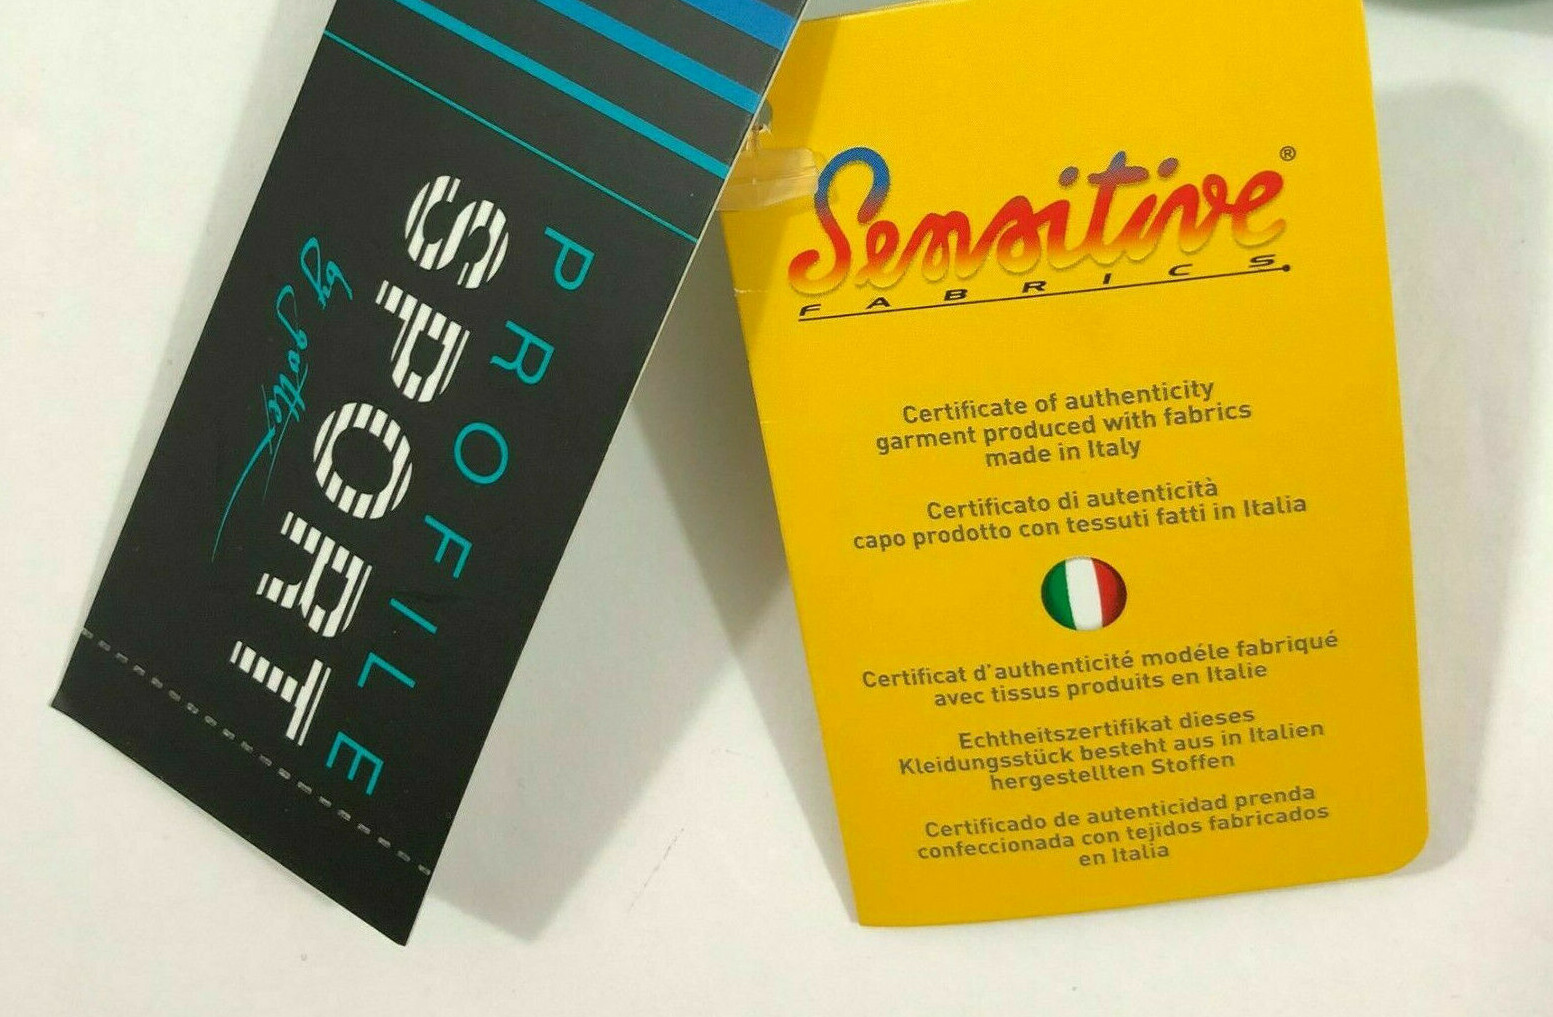 PROFILE
SPORT
by gottex
Sensitive®
FABRICS
Certificate of authenticity
garment produced with fabrics
made in Italy
Certificato di autenticità
capo prodotto con tessuti fatti in Italia
Certificat d'authenticité modéle fabriqué
avec tissus produits en Italie
Echtheitszertifikat dieses
Kleidungsstück besteht aus in Italien
hergestellten Stoffen
Certificado de autenticidad prenda
confeccionada con tejidos fabricados
en Italia